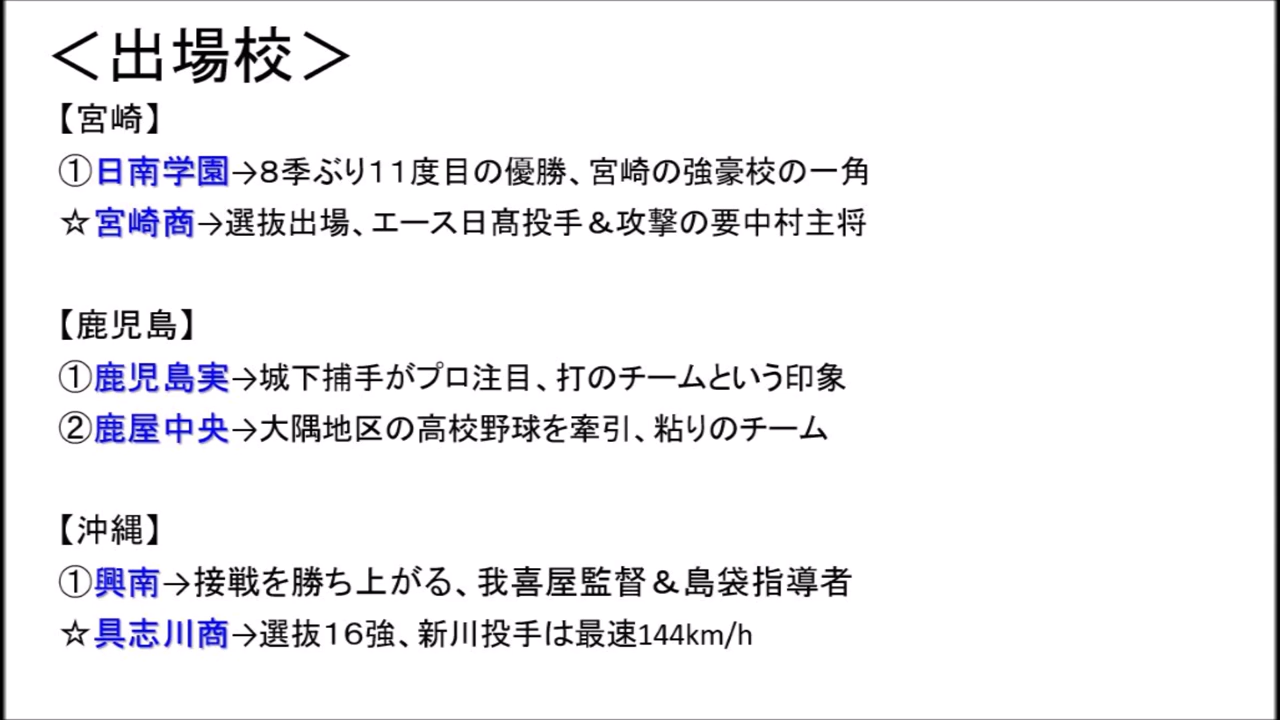 ＜出場校＞
【宮崎】
①日南学園→８季ぶり１１度目の優勝、宮崎の強豪校の一角
☆宮崎商→選抜出場、エース日髙投手＆攻撃の要中村主将
【鹿児島】
①鹿児島実→城下捕手がプロ注目、打のチームという印象
②鹿屋中央→大隅地区の高校野球を牽引、粘りのチーム
【沖縄】
①興南→接戦を勝ち上がる、我喜屋監督＆島袋指導者
☆具志川商→選抜１６強、新川投手は最速144km/h